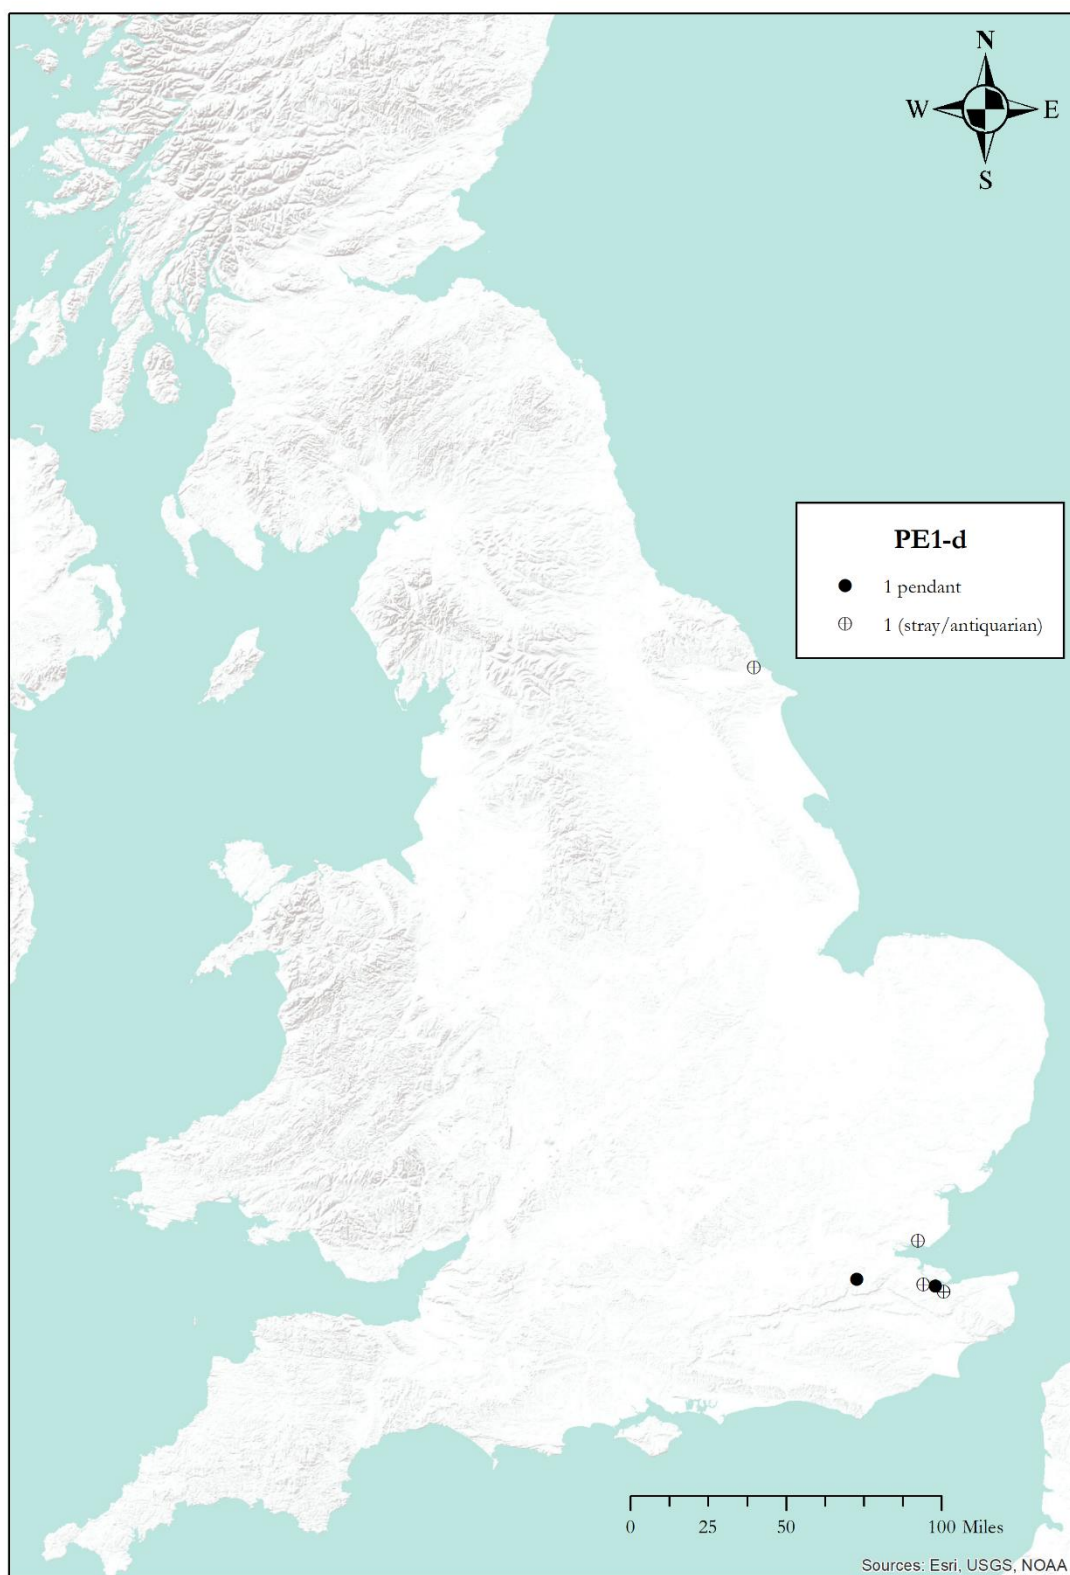 N
W E
S
PE1-d
1 pendant
1 (stray/antiquarian)
0 25 50 100 Miles
Sources: Esri, USGS, NOAA